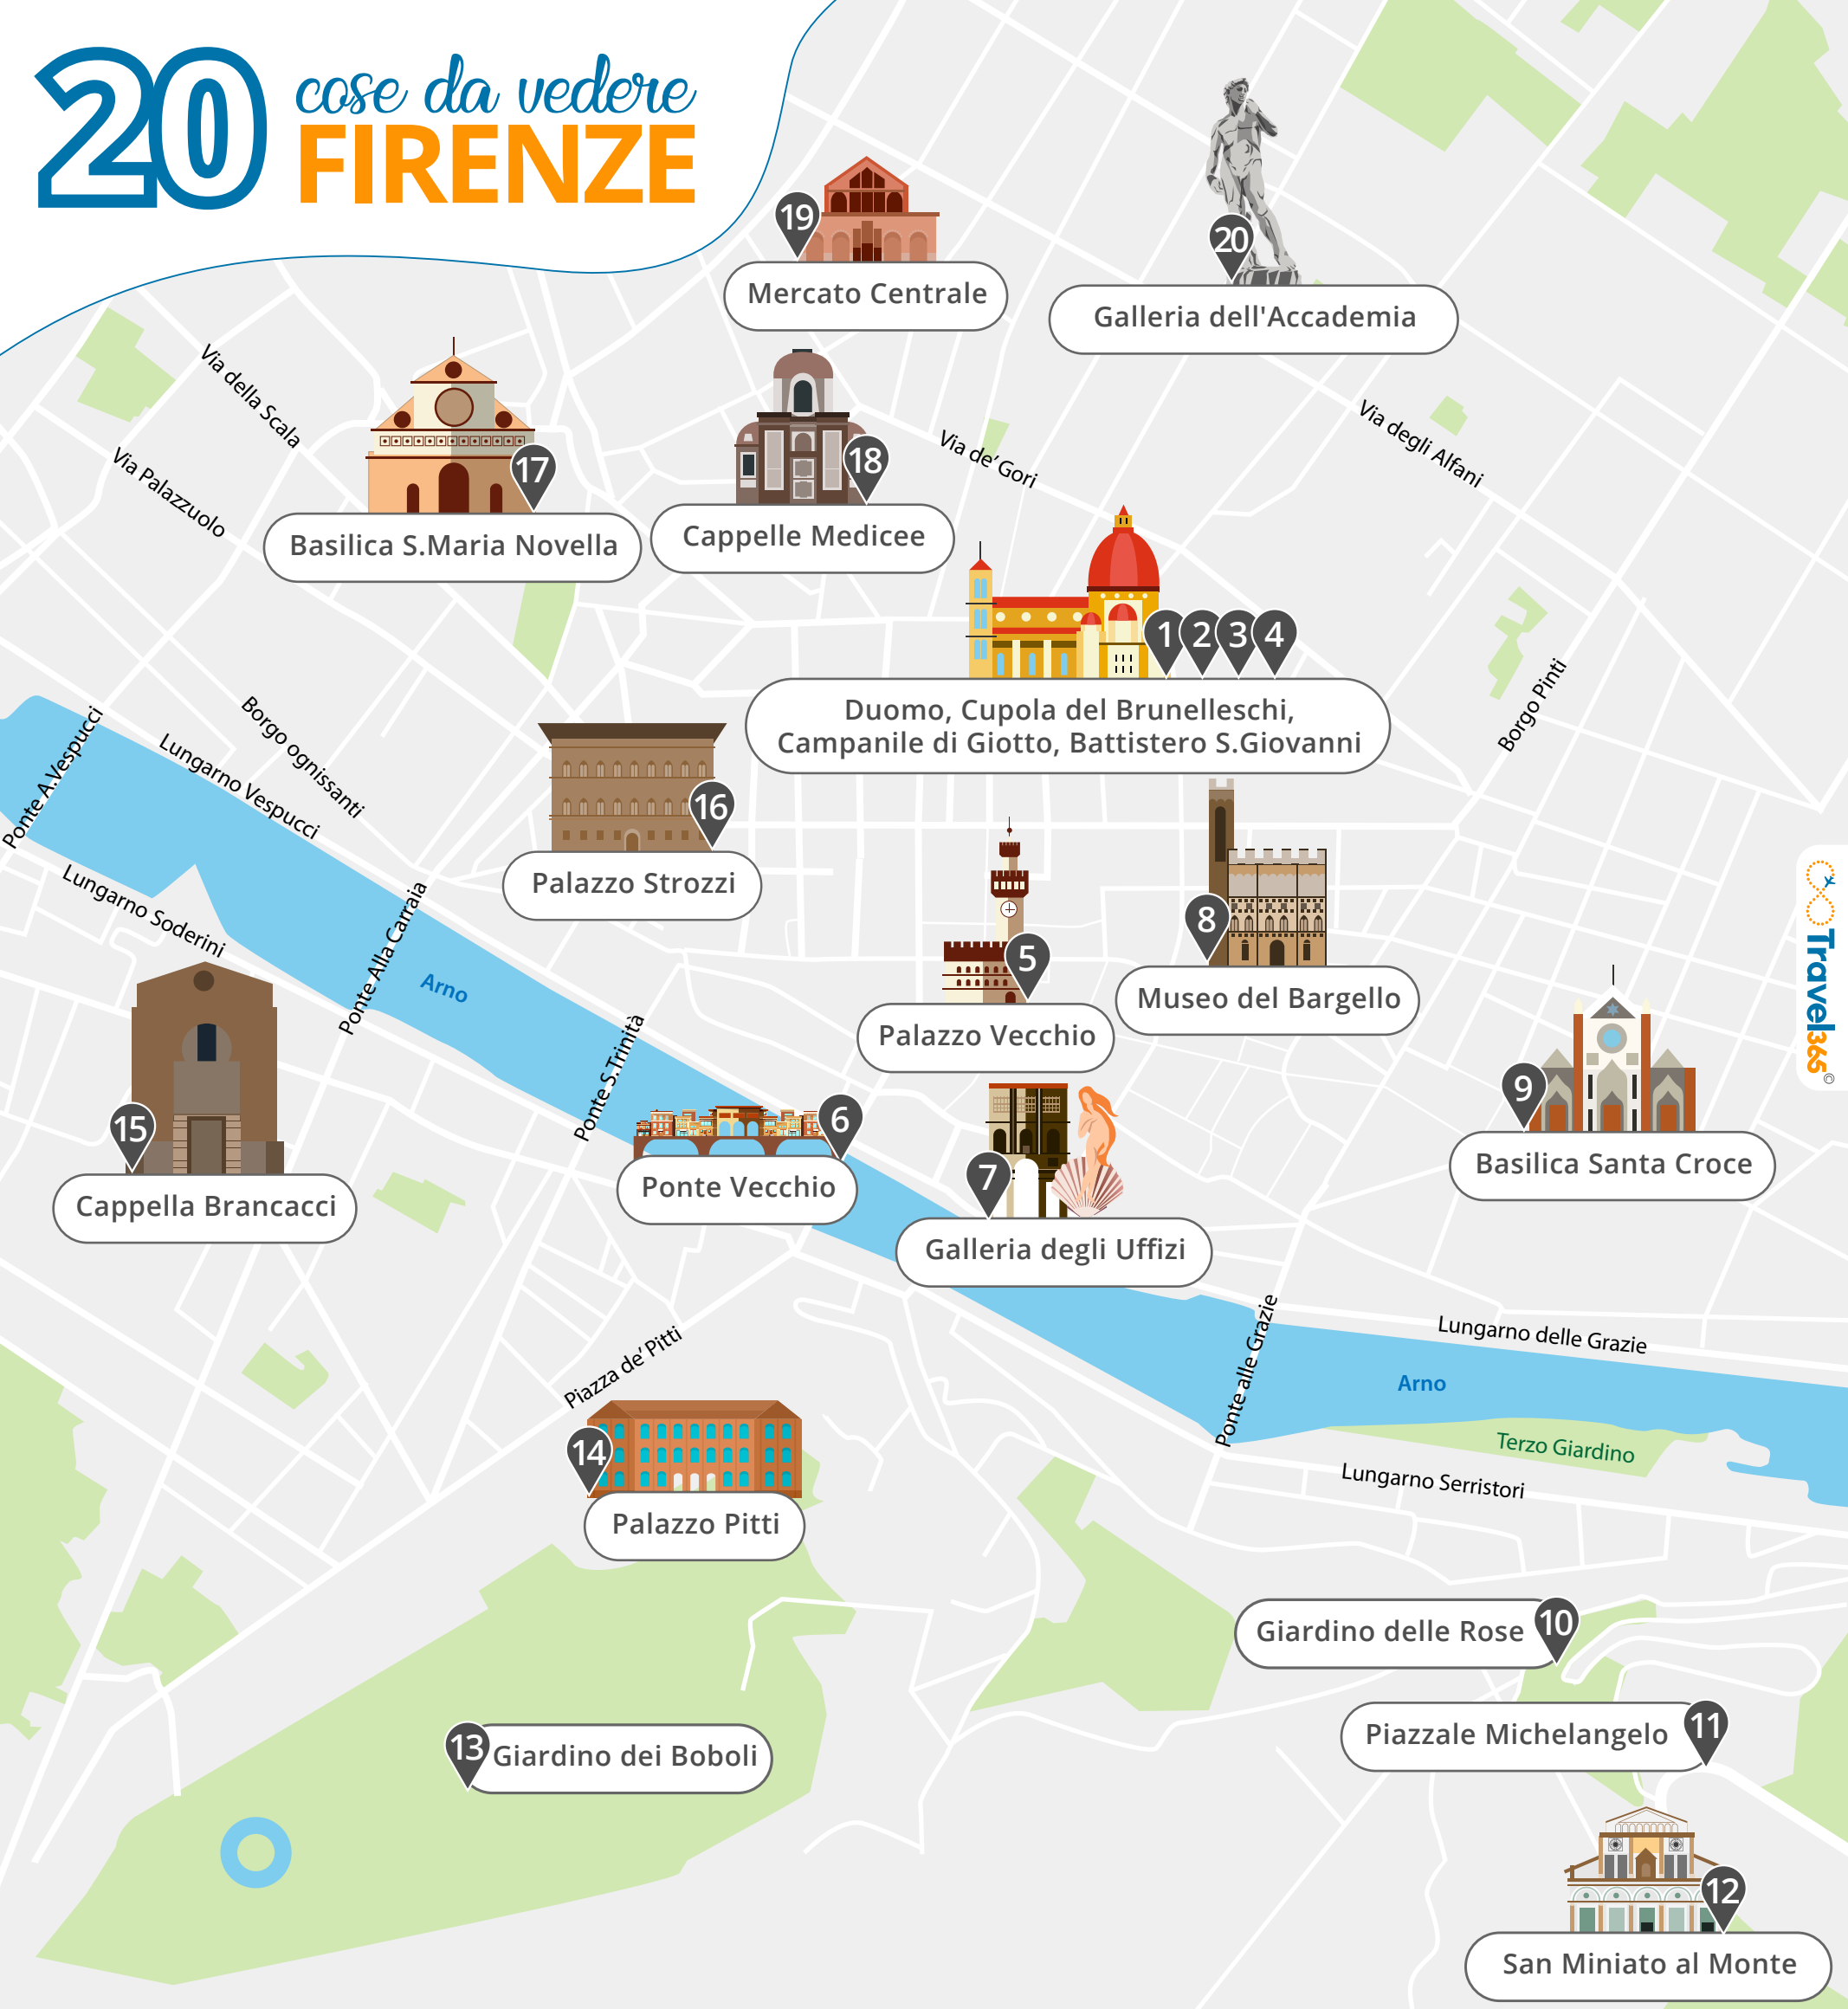 20 cose da vedere
FIRENZE
19
Mercato Centrale
20
Galleria dell'Accademia
Via della Scala
Via Palazzuolo
17
Basilica S.Maria Novella
18
Cappelle Medicee
Via de' Gori
Via degli Alfani
1 2 3 4
Duomo, Cupola del Brunelleschi,
Campanile di Giotto, Battistero S.Giovanni
Borgo Pinti
Ponte A.Vespucci
Lungarno Vespucci
Borgo ognissanti
16
Palazzo Strozzi
8
Museo del Bargello
5
Palazzo Vecchio
Lungarno Soderini
Ponte Alla Carraia
Arno
Ponte S.Trinità
Travel365
©
15
Cappella Brancacci
6
Ponte Vecchio
7
Galleria degli Uffizi
9
Basilica Santa Croce
Piazza de' Pitti
14
Palazzo Pitti
Ponte alle Grazie
Lungarno delle Grazie
Arno
Terzo Giardino
Lungarno Serristori
Giardino delle Rose
10
Piazzale Michelangelo
11
13
Giardino dei Boboli
12
San Miniato al Monte